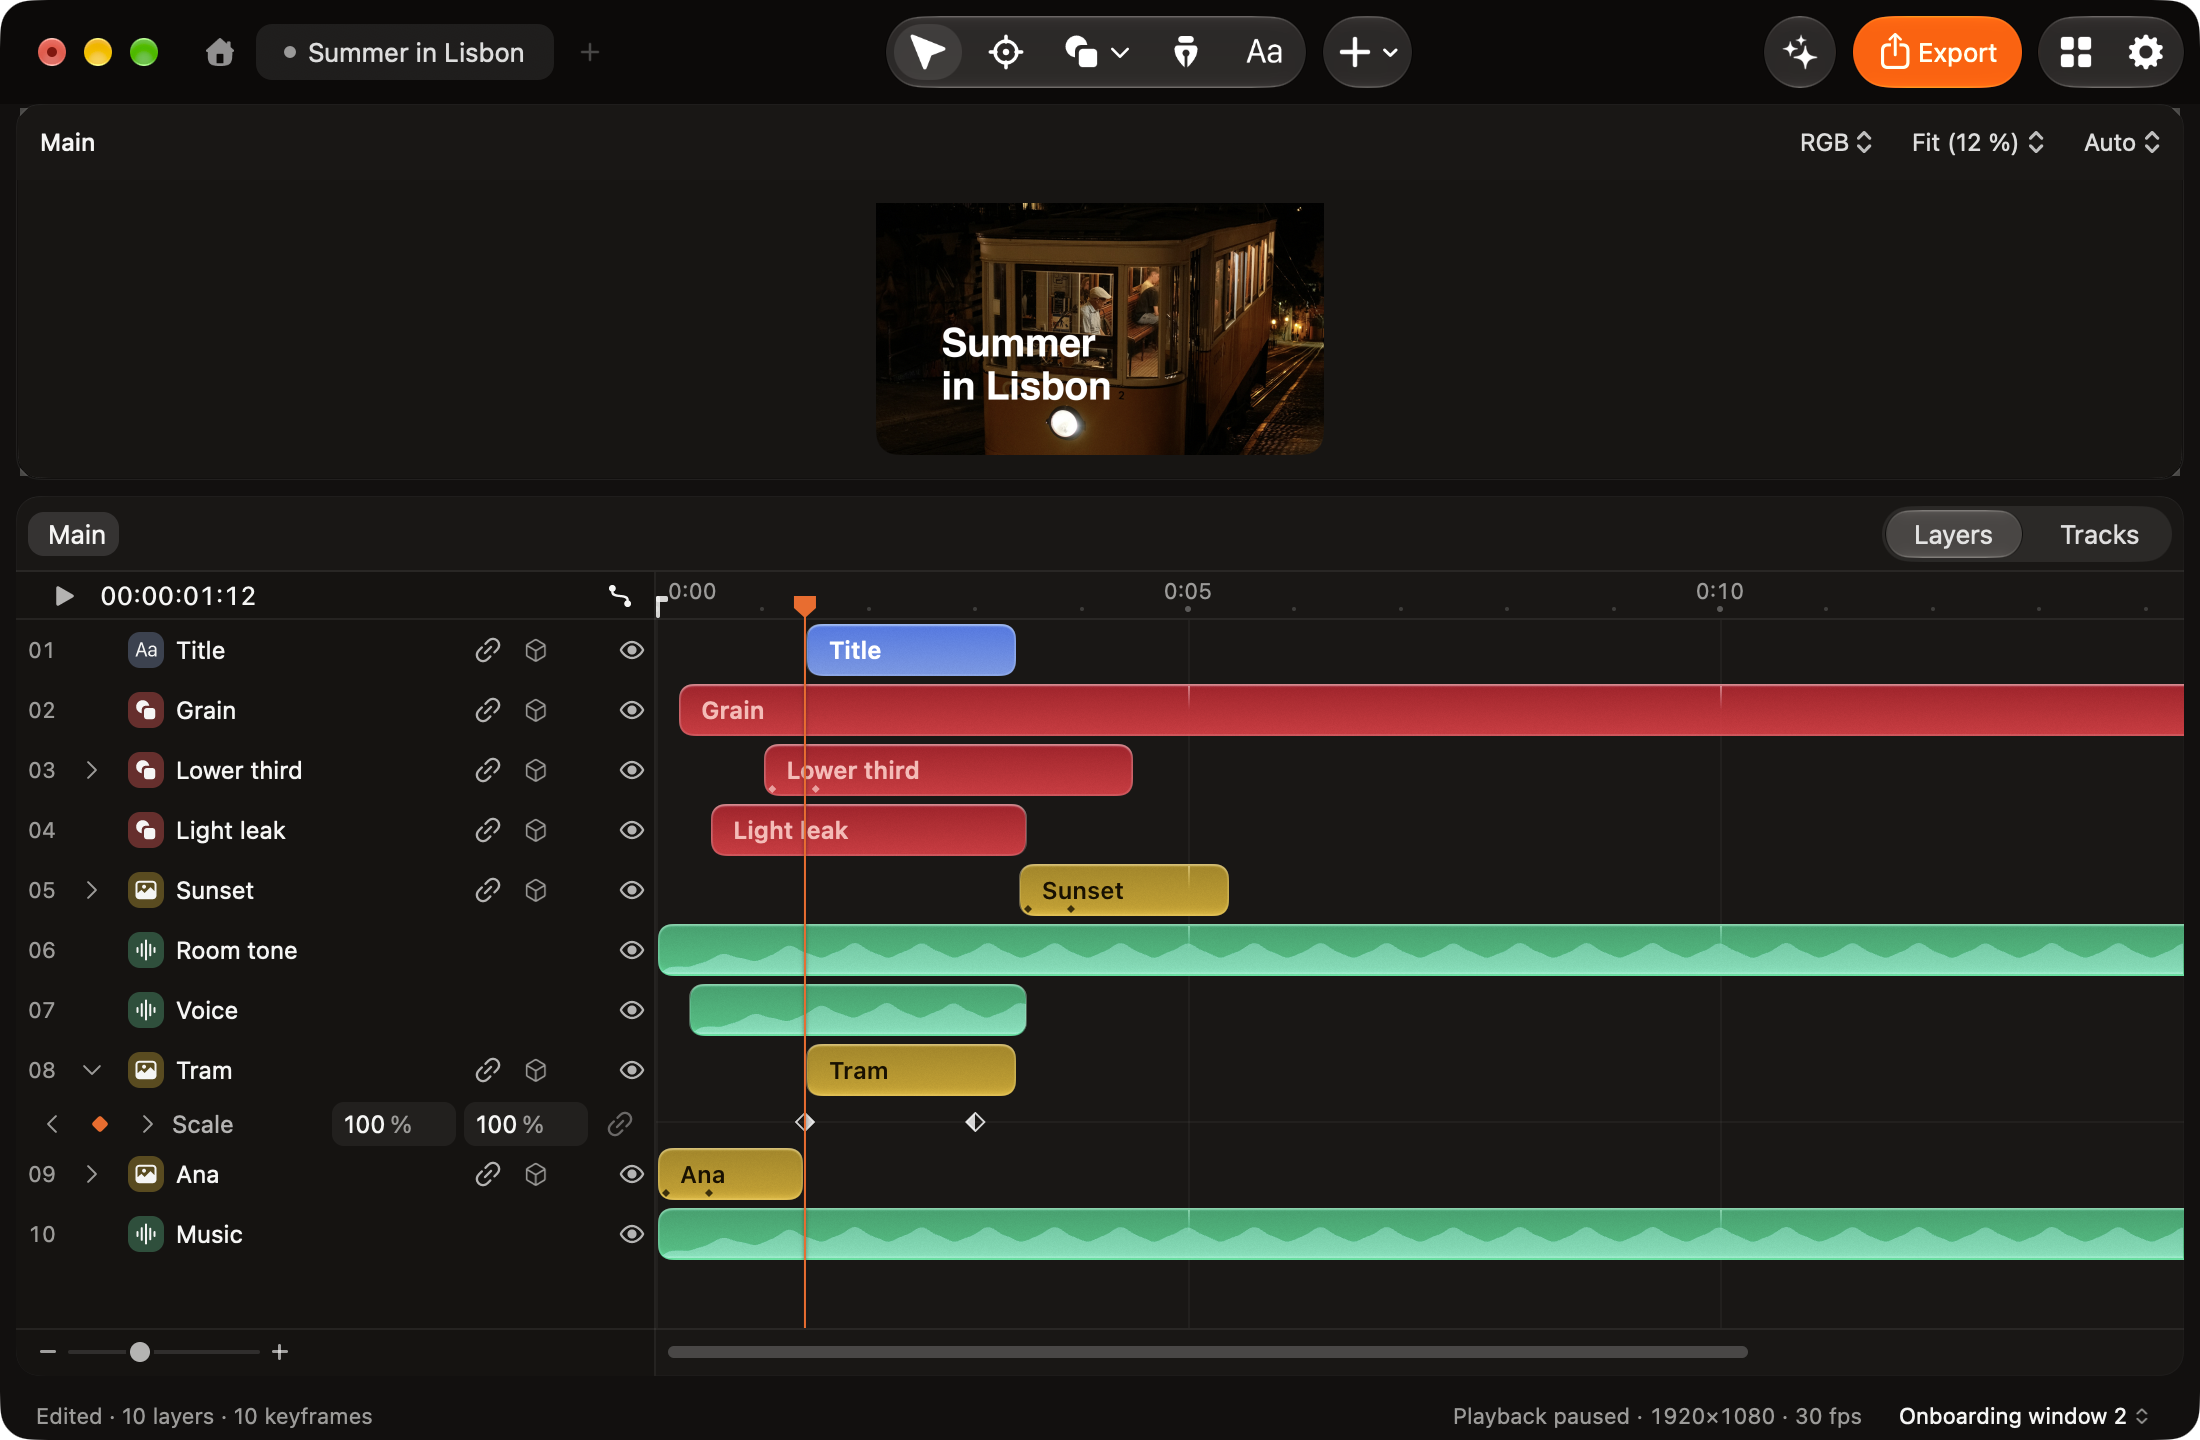 Summer in Lisbon
Aa
Export
Main
RGB
Fit (12 %)
Auto
Summer
in Lisbon
2
Main
Layers
Tracks
00:00:01:12
0:00
0:05
0:10
01 Aa Title
Title
02 Grain
Grain
03 Lower third
Lower third
04 Light leak
Light leak
05 Sunset
Sunset
06 Room tone
07 Voice
08 Tram
Tram
Scale 100 % 100 %
09 Ana
Ana
10 Music
Edited · 10 layers · 10 keyframes
Playback paused · 1920×1080 · 30 fps
Onboarding window 2